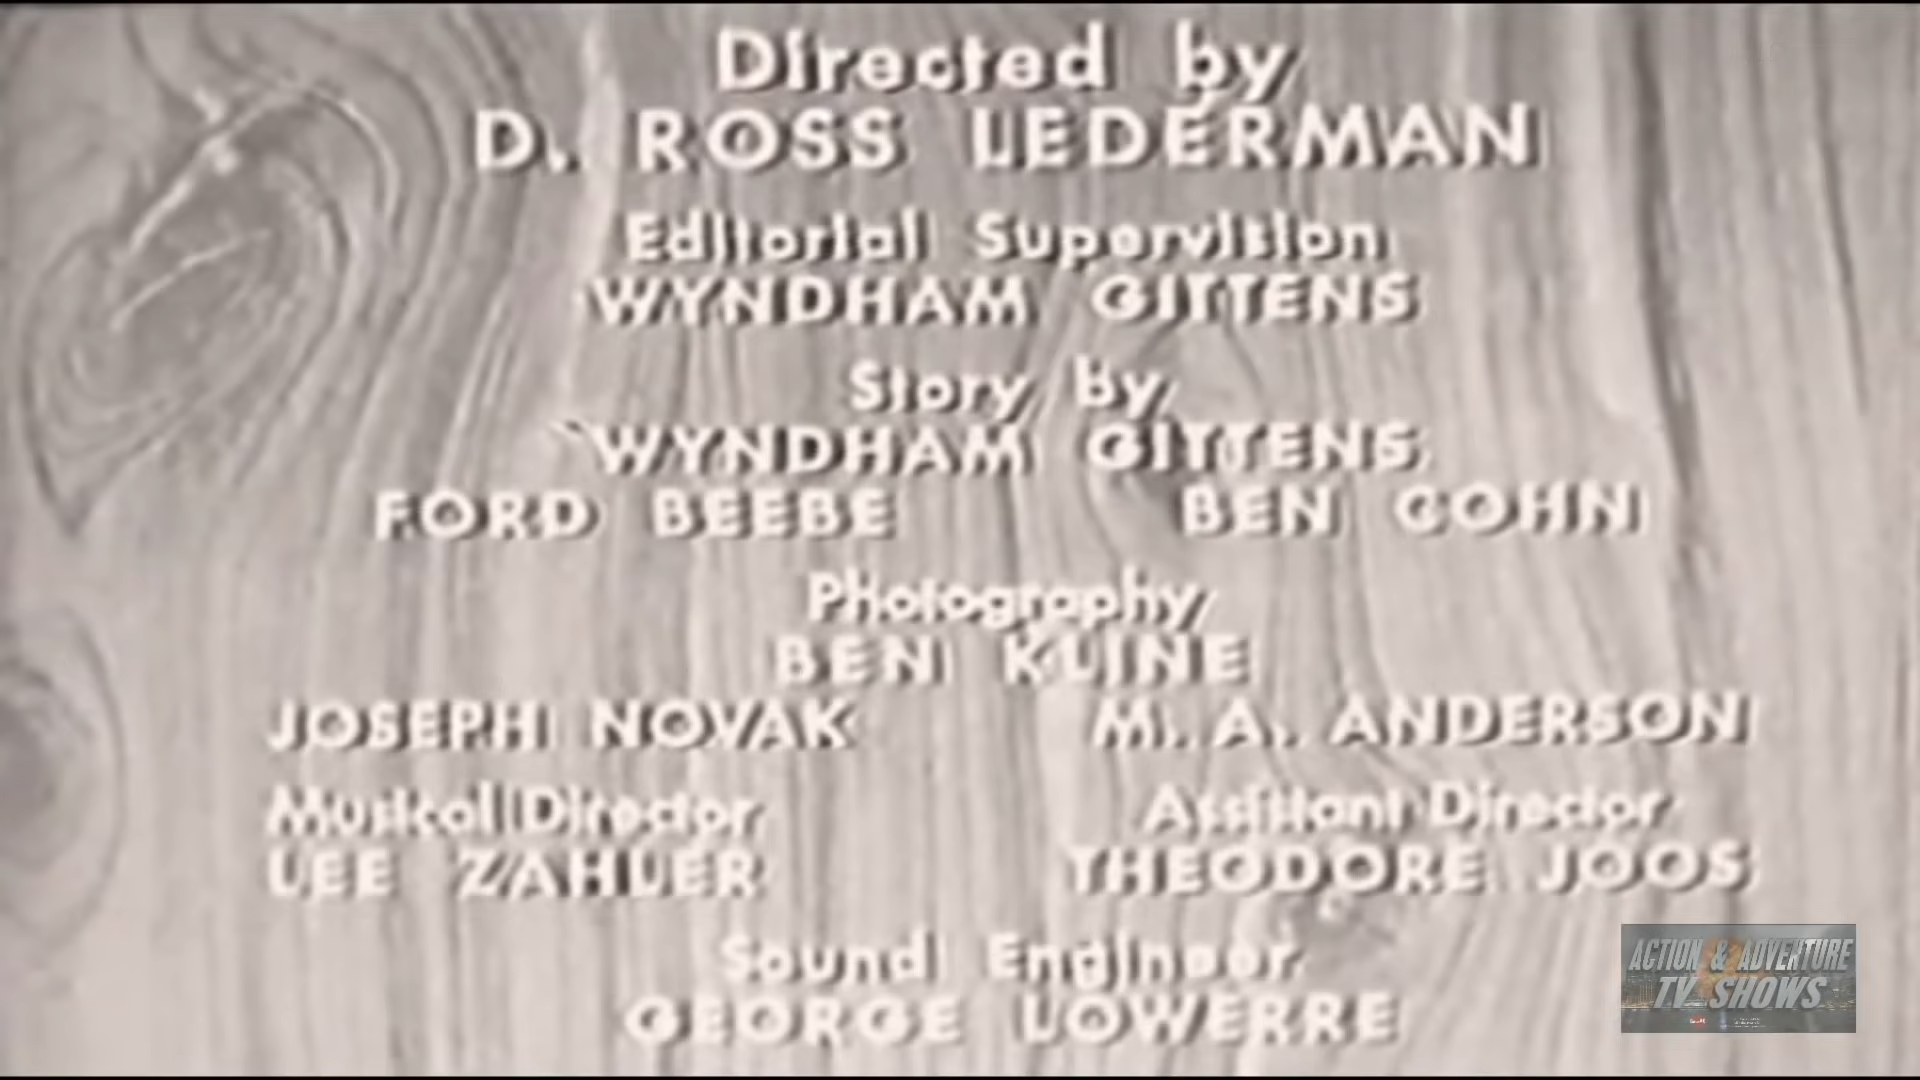 Directed by
D. ROSS LEDERMAN
Editorial Supervision
WYNDHAM GITTENS
Story by
WYNDHAM GITTENS
FORD BEEBE BEN COHN
Photography
BEN KLINE
JOSEPH NOVAK M. A. ANDERSON
Musical Director Assistant Director
LEE ZAHLER THEODORE JOOS
Sound Engineer
GEORGE LOWERRE
ACTION & ADVENTURE
TV SHOWS